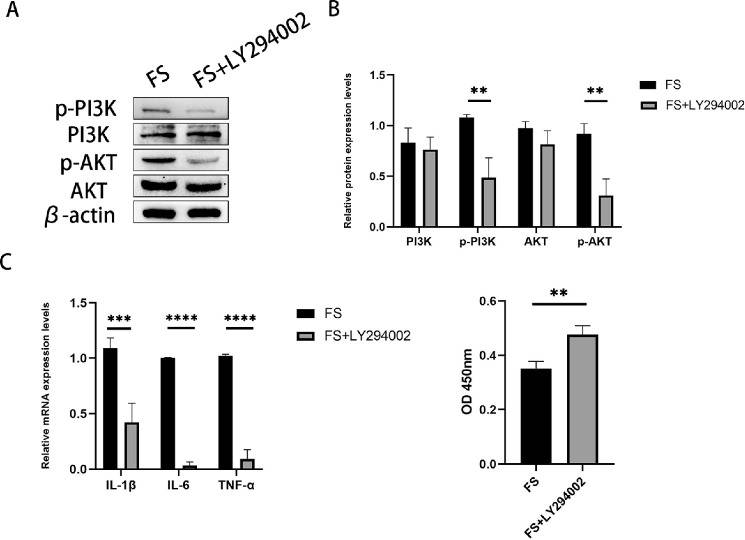 A
FS
FS+LY294002
p-PI3K
PI3K
p-AKT
AKT
β-actin
B
Relative protein expression levels
1.5
1.0
0.5
0.0
**
**
PI3K
p-PI3K
AKT
p-AKT
FS
FS+LY294002
C
Relative mRNA expression levels
1.5
1.0
0.5
0.0
***
****
****
IL-1β
IL-6
TNF-α
FS
FS+LY294002
OD 450nm
0.6
0.4
0.2
0.0
**
FS
FS+LY294002